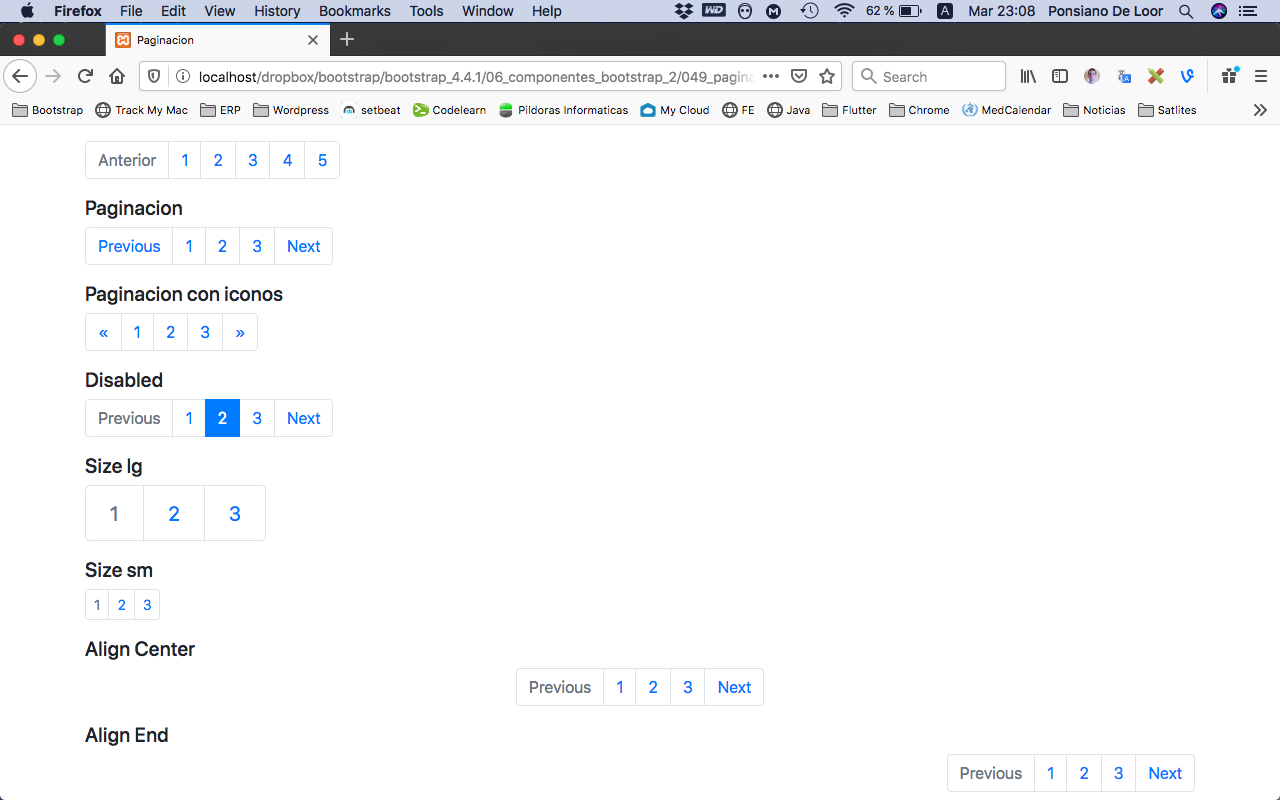 Firefox File Edit View History Bookmarks Tools Window Help WD M 62 % A Mar 23:08 Ponsiano De Loor
Paginacion
localhost/dropbox/bootstrap/bootstrap_4.4.1/06_componentes_bootstrap_2/049_pagina Search
Bootstrap Track My Mac ERP Wordpress setbeat Codelearn Pildoras Informaticas My Cloud FE Java Flutter Chrome MedCalendar Noticias Satlites
Anterior 1 2 3 4 5
Paginacion
Previous 1 2 3 Next
Paginacion con iconos
« 1 2 3 »
Disabled
Previous 1 2 3 Next
Size lg
1 2 3
Size sm
1 2 3
Align Center
Previous 1 2 3 Next
Align End
Previous 1 2 3 Next